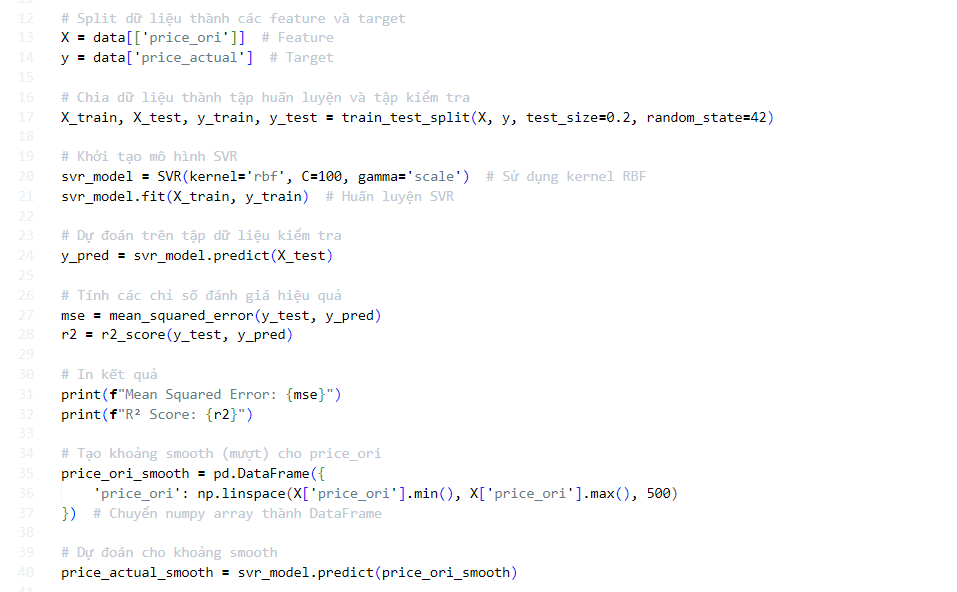 12 # Split dữ liệu thành các feature và target
13 X = data[['price_ori']]  # Feature
14 y = data['price_actual']  # Target
15
16 # Chia dữ liệu thành tập huấn luyện và tập kiểm tra
17 X_train, X_test, y_train, y_test = train_test_split(X, y, test_size=0.2, random_state=42)
18
19 # Khởi tạo mô hình SVR
20 svr_model = SVR(kernel='rbf', C=100, gamma='scale')  # Sử dụng kernel RBF
21 svr_model.fit(X_train, y_train)  # Huấn luyện SVR
22
23 # Dự đoán trên tập dữ liệu kiểm tra
24 y_pred = svr_model.predict(X_test)
25
26 # Tính các chỉ số đánh giá hiệu quả
27 mse = mean_squared_error(y_test, y_pred)
28 r2 = r2_score(y_test, y_pred)
29
30 # In kết quả
31 print(f"Mean Squared Error: {mse}")
32 print(f"R² Score: {r2}")
33
34 # Tạo khoảng smooth (mượt) cho price_ori
35 price_ori_smooth = pd.DataFrame({
36     'price_ori': np.linspace(X['price_ori'].min(), X['price_ori'].max(), 500)
37 })  # Chuyển numpy array thành DataFrame
38
39 # Dự đoán cho khoảng smooth
40 price_actual_smooth = svr_model.predict(price_ori_smooth)